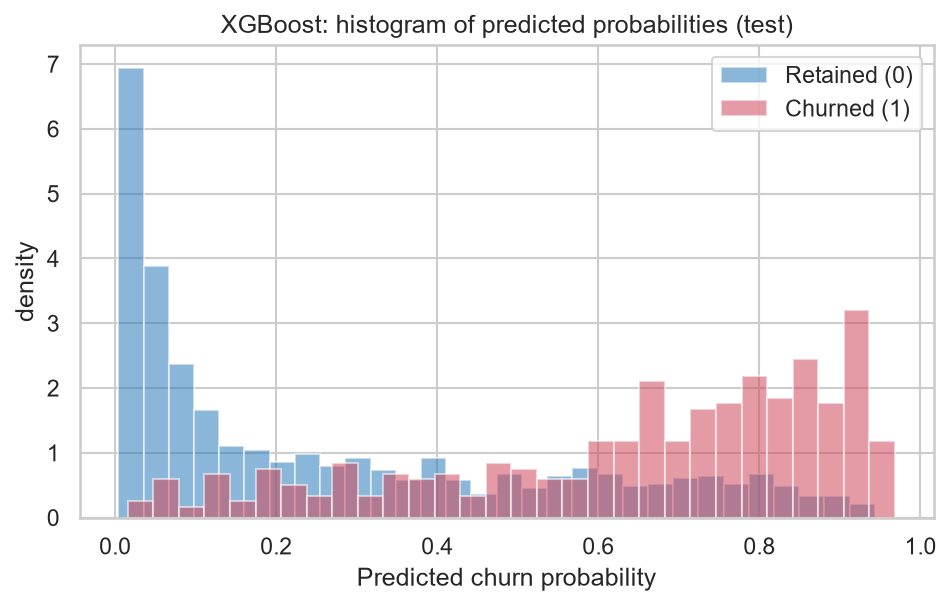 XGBoost: histogram of predicted probabilities (test)
Retained (0)
Churned (1)
density
7
6
5
4
3
2
1
0
0.0 0.2 0.4 0.6 0.8 1.0
Predicted churn probability